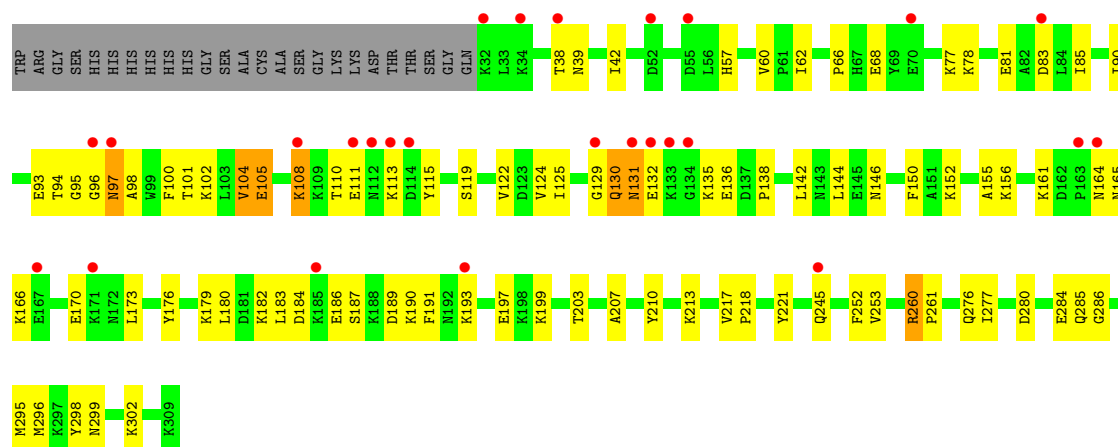 TRP ARG GLY SER HIS HIS HIS HIS HIS HIS GLY SER ALA CYS ALA SER GLY LYS LYS ASP THR THR SER GLY GLN K32 L33 K34 T38 N39 I42 D52 D55 L56 H57 V60 P61 I62 P66 H67 E68 Y69 E70 K77 K78 E81 A82 D83 L84 I85 I90
E93 T94 G95 G96 N97 A98 W99 F100 T101 K102 L103 V104 E105 K108 K109 T110 E111 N112 K113 D114 Y115 S119 V122 D123 V124 I125 G129 Q130 N131 E132 K133 G134 K135 E136 D137 P138 L142 N143 L144 E145 N146 F150 A151 K152 A155 K156 K161 D162 P163 N164 N165
K166 E167 E170 K171 N172 L173 Y176 K179 L180 D181 K182 L183 D184 K185 E186 S187 K188 D189 K190 F191 N192 K193 E197 K198 K199 T203 A207 Y210 K213 V217 P218 Y221 Q245 F252 V253 R260 P261 Q276 I277 D280 E284 Q285 G286
M295 M296 K297 Y298 N299 K302 K309